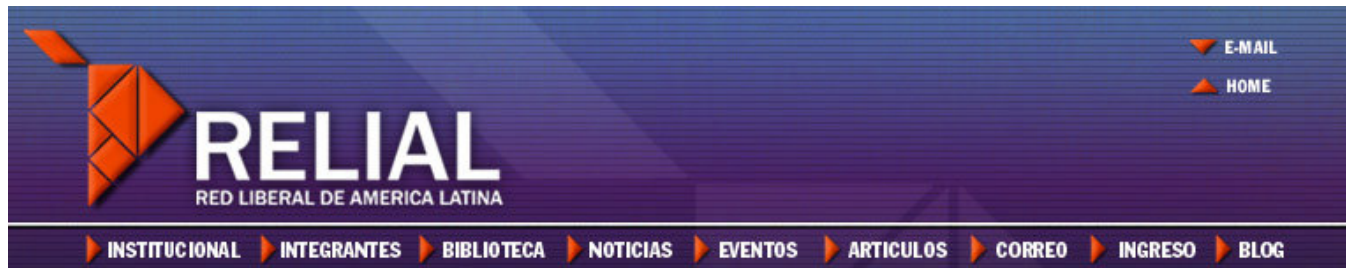 E-MAIL
HOME
RELIAL
RED LIBERAL DE AMERICA LATINA
INSTITUCIONAL INTEGRANTES BIBLIOTECA NOTICIAS EVENTOS ARTICULOS CORREO INGRESO BLOG